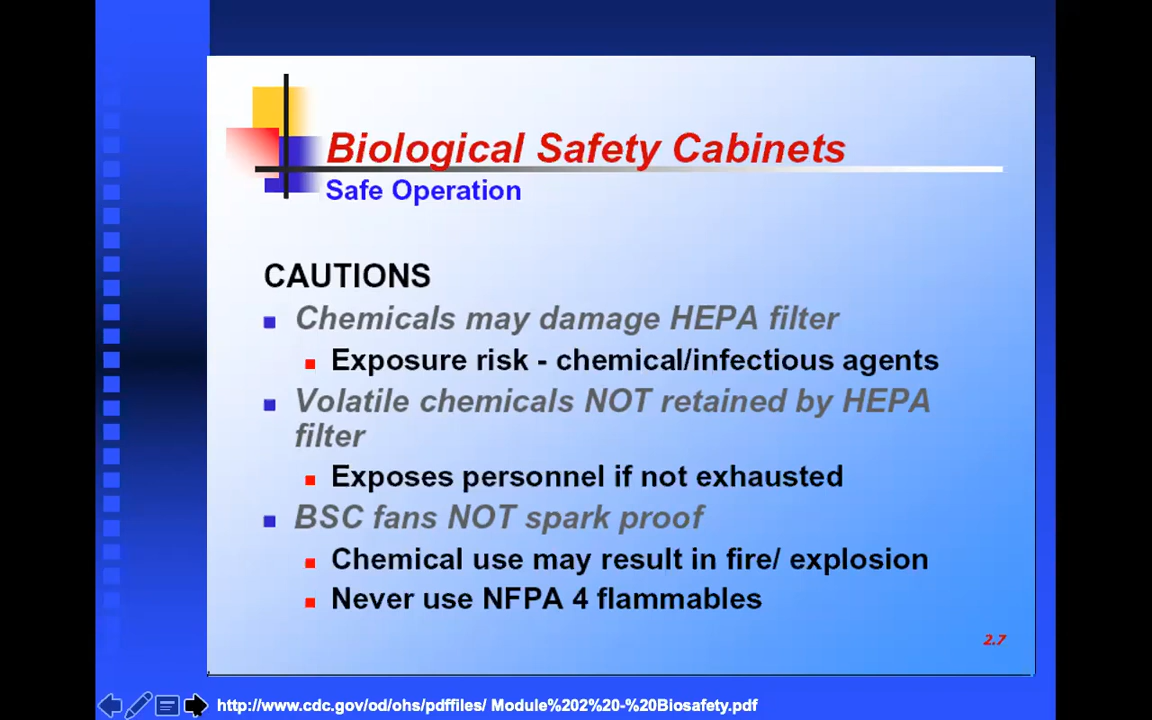 Biological Safety Cabinets
Safe Operation
CAUTIONS
Chemicals may damage HEPA filter
Exposure risk - chemical/infectious agents
Volatile chemicals NOT retained by HEPA
filter
Exposes personnel if not exhausted
BSC fans NOT spark proof
Chemical use may result in fire/ explosion
Never use NFPA 4 flammables
2.7
http://www.cdc.gov/od/ohs/pdffiles/ Module%202%20-%20Biosafety.pdf